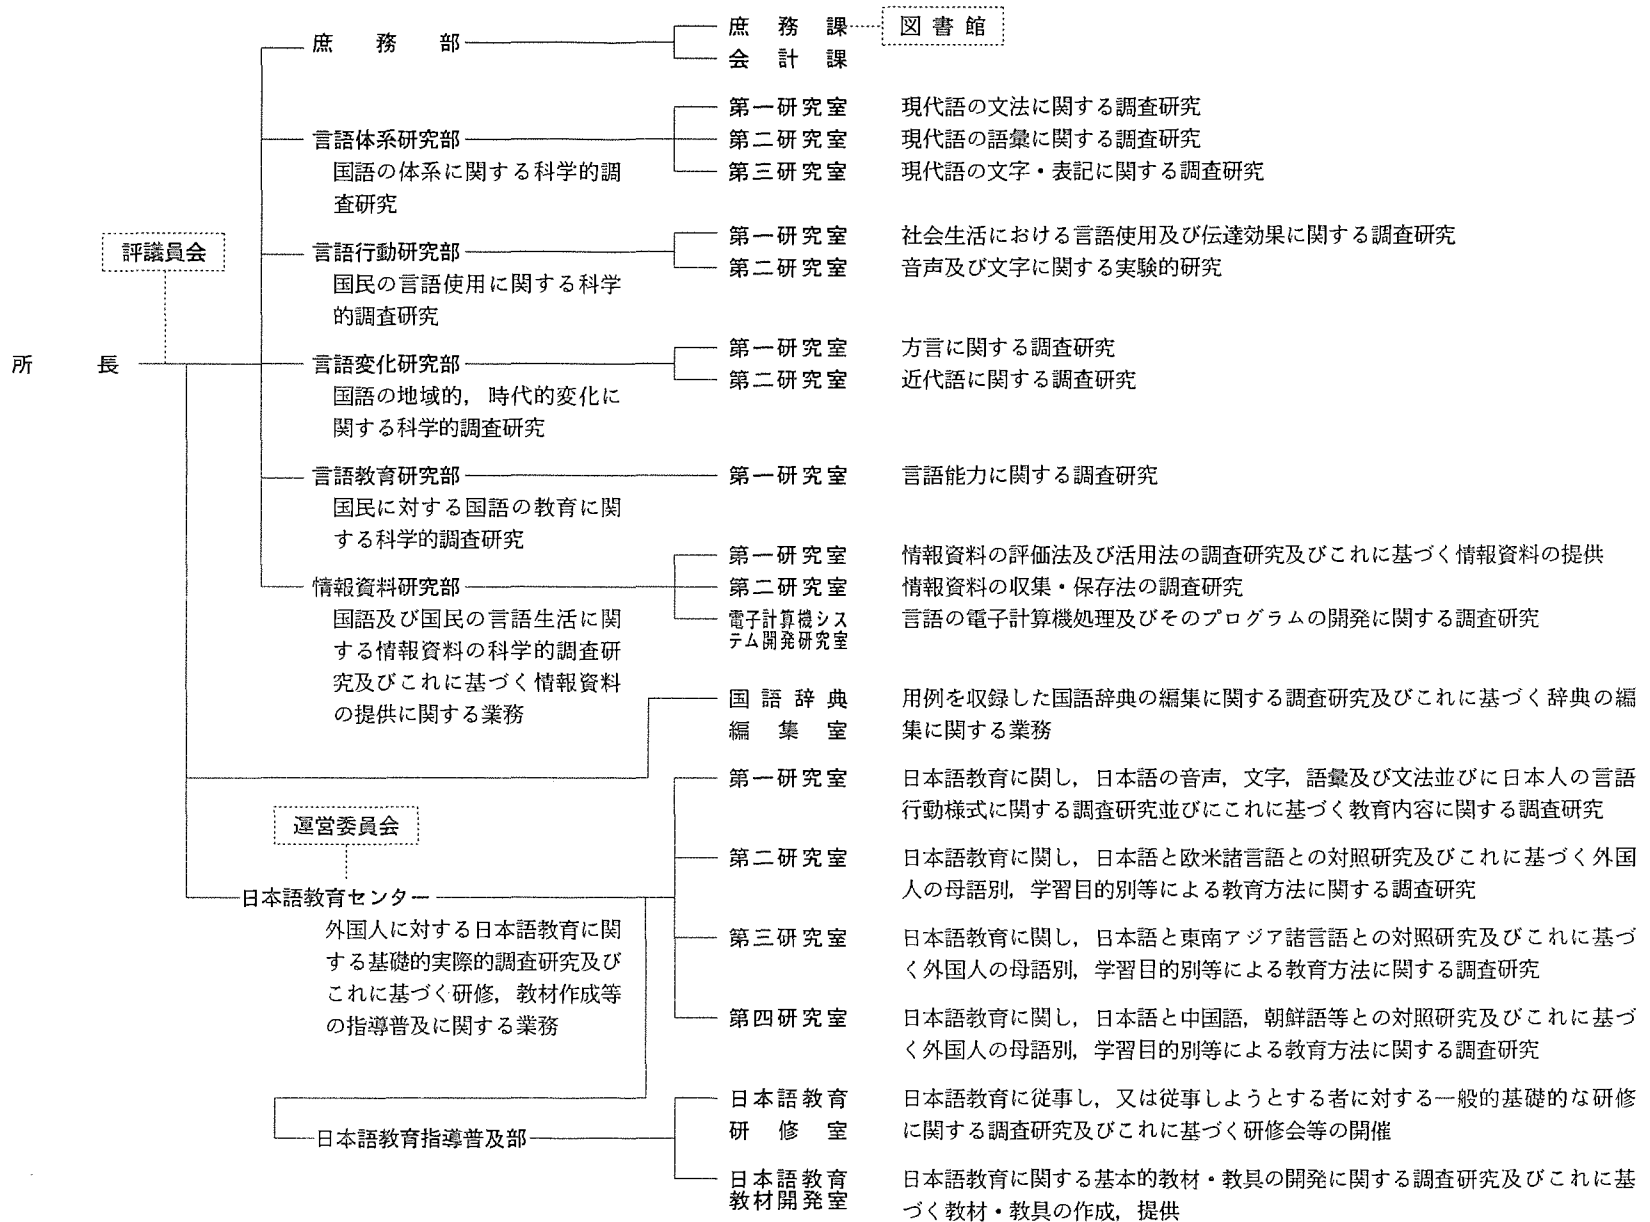 庶務部
庶務課
図書館
会計課
言語体系研究部
国語の体系に関する科学的調
査研究
第一研究室 現代語の文法に関する調査研究
第二研究室 現代語の語彙に関する調査研究
第三研究室 現代語の文字・表記に関する調査研究
評議員会
言語行動研究部
国民の言語使用に関する科学
的調査研究
第一研究室 社会生活における言語使用及び伝達効果に関する調査研究
第二研究室 音声及び文字に関する実験的研究
所長
言語変化研究部
国語の地域的,時代的変化に
関する科学的調査研究
第一研究室 方言に関する調査研究
第二研究室 近代語に関する調査研究
言語教育研究部
国民に対する国語の教育に関
する科学的調査研究
第一研究室 言語能力に関する調査研究
情報資料研究部
国語及び国民の言語生活に関
する情報資料の科学的調査研
究及びこれに基づく情報資料
の提供に関する業務
第一研究室 情報資料の評価法及び活用法の調査研究及びこれに基づく情報資料の提供
第二研究室 情報資料の収集・保存法の調査研究
電子計算機シス
テム開発研究室
言語の電子計算機処理及びそのプログラムの開発に関する調査研究
国語辞典
編集室
用例を収録した国語辞典の編集に関する調査研究及びこれに基づく辞典の編
集に関する業務
運営委員会
日本語教育センター
外国人に対する日本語教育に関
する基礎的実際的調査研究及び
これに基づく研修,教材作成等
の指導普及に関する業務
第一研究室
日本語教育に関し,日本語の音声,文字,語彙及び文法並びに日本人の言語
行動様式に関する調査研究並びにこれに基づく教育内容に関する調査研究
第二研究室
日本語教育に関し,日本語と欧米諸言語との対照研究及びこれに基づく外国
人の母語別,学習目的別等による教育方法に関する調査研究
第三研究室
日本語教育に関し,日本語と東南アジア諸言語との対照研究及びこれに基づ
く外国人の母語別,学習目的別等による教育方法に関する調査研究
第四研究室
日本語教育に関し,日本語と中国語,朝鮮語等との対照研究及びこれに基づ
く外国人の母語別,学習目的別等による教育方法に関する調査研究
日本語教育指導普及部
日本語教育
研修室
日本語教育に従事し,又は従事しようとする者に対する一般的基礎的な研修
に関する調査研究及びこれに基づく研修会等の開催
日本語教育
教材開発室
日本語教育に関する基本的教材・教具の開発に関する調査研究及びこれに基
づく教材・教具の作成,提供